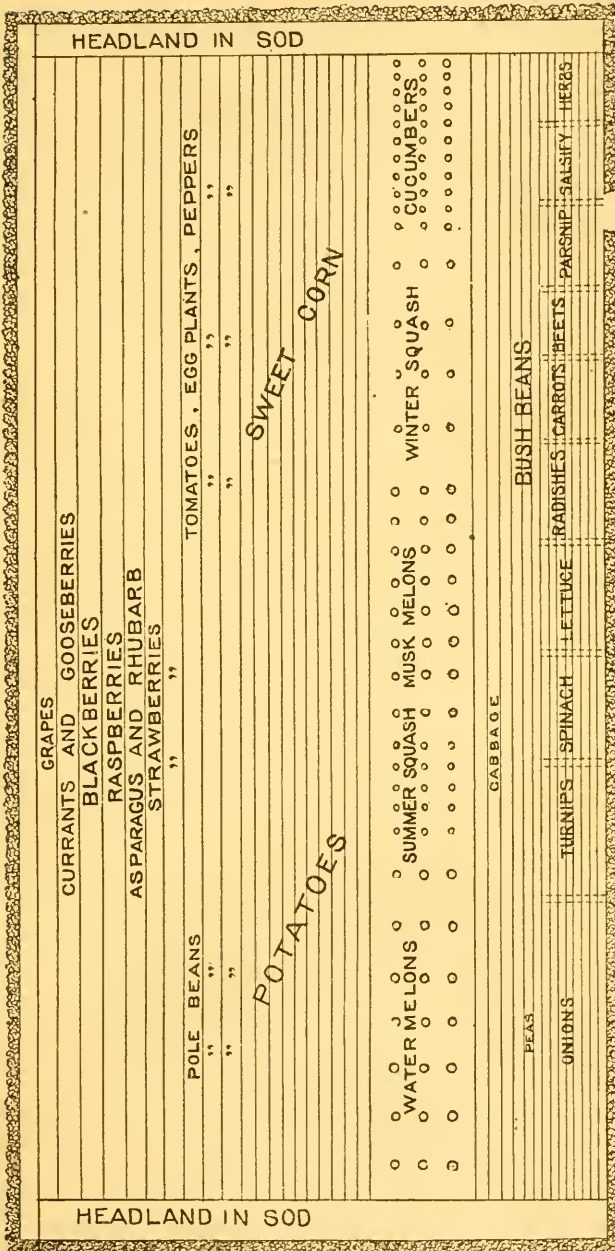 HEADLAND IN SOD
GRAPES
CURRANTS AND GOOSEBERRIES
BLACKBERRIES
RASPBERRIES
ASPARAGUS AND RHUBARB
STRAWBERRIES
" "
POLE BEANS TOMATOES, EGG PLANTS, PEPPERS
" " " " "
" " " " "
POTATOES SWEET CORN
WATER MELONS SUMMER SQUASH MUSK MELONS WINTER SQUASH CUCUMBERS
CABBAGE
PEAS BUSH BEANS
ONIONS TURNIPS SPINACH LETTUCE RADISHES CARROTS BEETS PARSNIP SALSIFY HERBS
HEADLAND IN SOD